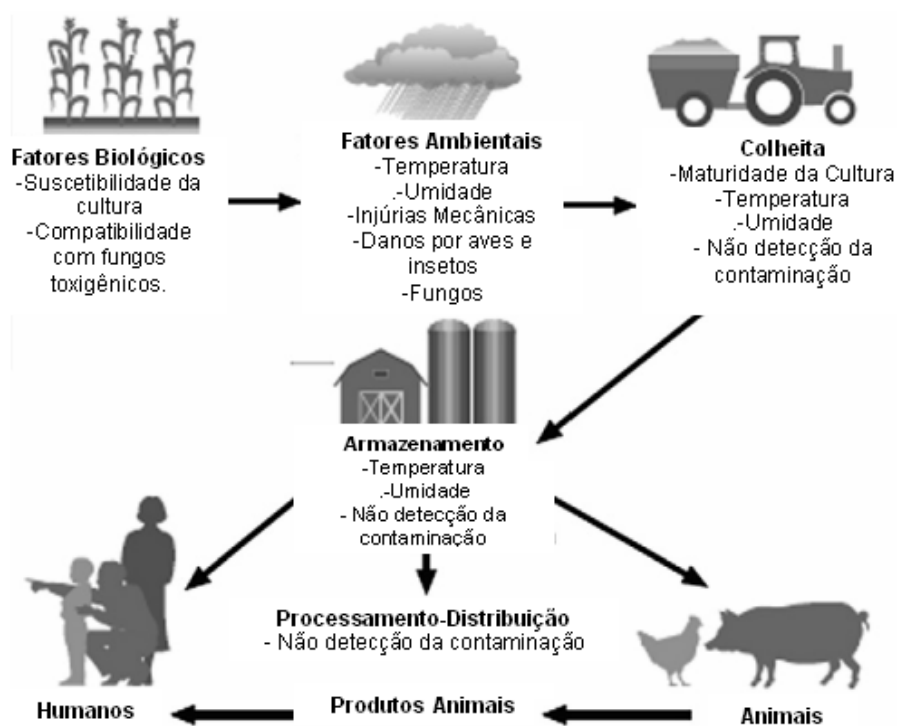 Fatores Biológicos
-Suscetibilidade da
cultura
-Compatibilidade
com fungos
toxigênicos.
Fatores Ambientais
-Temperatura
.-Umidade
-Injúrias Mecânicas
-Danos por aves e
insetos
-Fungos
Colheita
-Maturidade da Cultura
-Temperatura
.-Umidade
- Não detecção da
contaminação
Armazenamento
-Temperatura
.-Umidade
- Não detecção da
contaminação
Processamento-Distribuição
- Não detecção da contaminação
Humanos
Produtos Animais
Animais